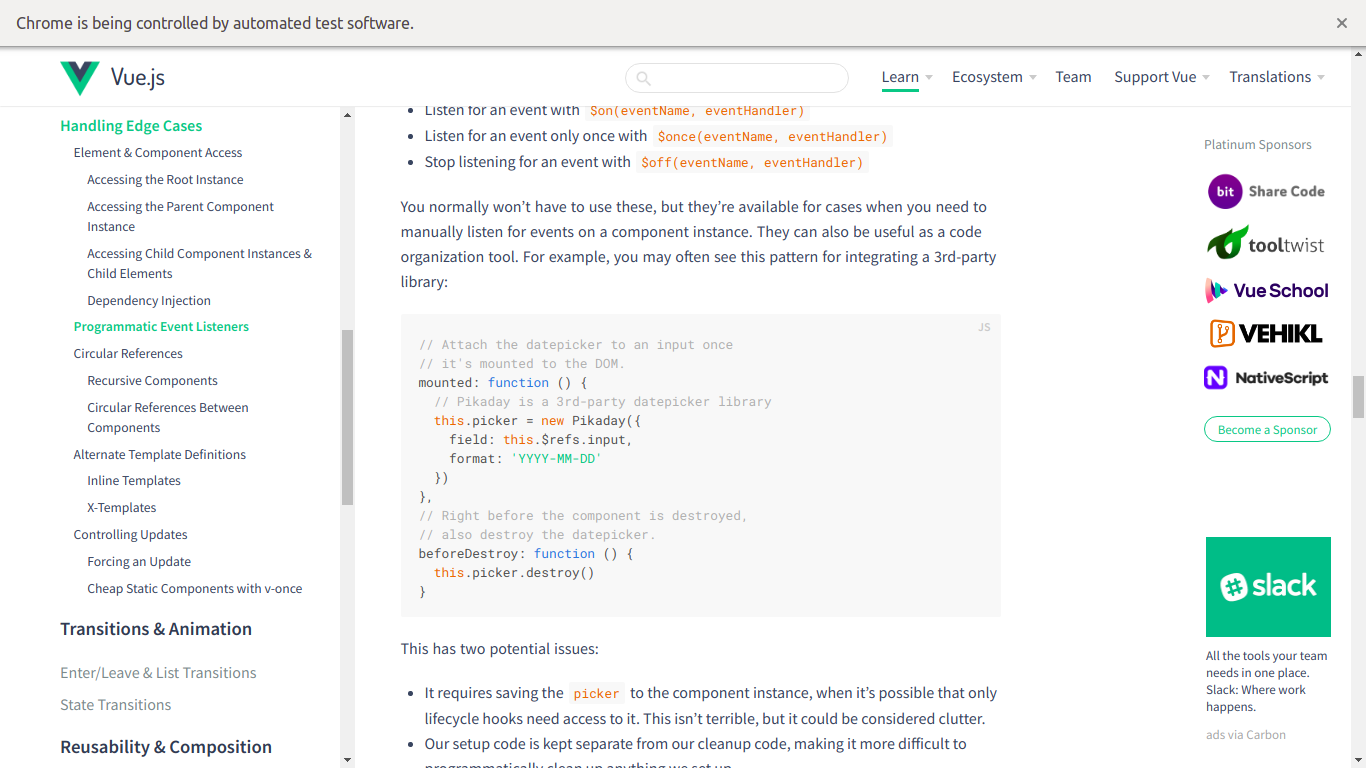 Chrome is being controlled by automated test software.
Vue.js
Learn
Ecosystem
Team
Support Vue
Translations
Handling Edge Cases
Element & Component Access
Accessing the Root Instance
Accessing the Parent Component
Instance
Accessing Child Component Instances &
Child Elements
Dependency Injection
Programmatic Event Listeners
Circular References
Recursive Components
Circular References Between
Components
Alternate Template Definitions
Inline Templates
X-Templates
Controlling Updates
Forcing an Update
Cheap Static Components with v-once
Transitions & Animation
Enter/Leave & List Transitions
State Transitions
Reusability & Composition
Listen for an event with $on(eventName, eventHandler)
Listen for an event only once with $once(eventName, eventHandler)
Stop listening for an event with $off(eventName, eventHandler)
You normally won’t have to use these, but they’re available for cases when you need to
manually listen for events on a component instance. They can also be useful as a code
organization tool. For example, you may often see this pattern for integrating a 3rd-party
library:
JS
// Attach the datepicker to an input once
// it's mounted to the DOM.
mounted: function () {
// Pikaday is a 3rd-party datepicker library
this.picker = new Pikaday({
field: this.$refs.input,
format: 'YYYY-MM-DD'
})
},
// Right before the component is destroyed,
// also destroy the datepicker.
beforeDestroy: function () {
this.picker.destroy()
}
This has two potential issues:
It requires saving the picker to the component instance, when it’s possible that only
lifecycle hooks need access to it. This isn’t terrible, but it could be considered clutter.
Our setup code is kept separate from our cleanup code, making it more difficult to
programmatically clean up anything we set up.
Platinum Sponsors
bit Share Code
tooltwist
Vue School
VEHIKL
NativeScript
Become a Sponsor
slack
All the tools your team
needs in one place.
Slack: Where work
happens.
ads via Carbon